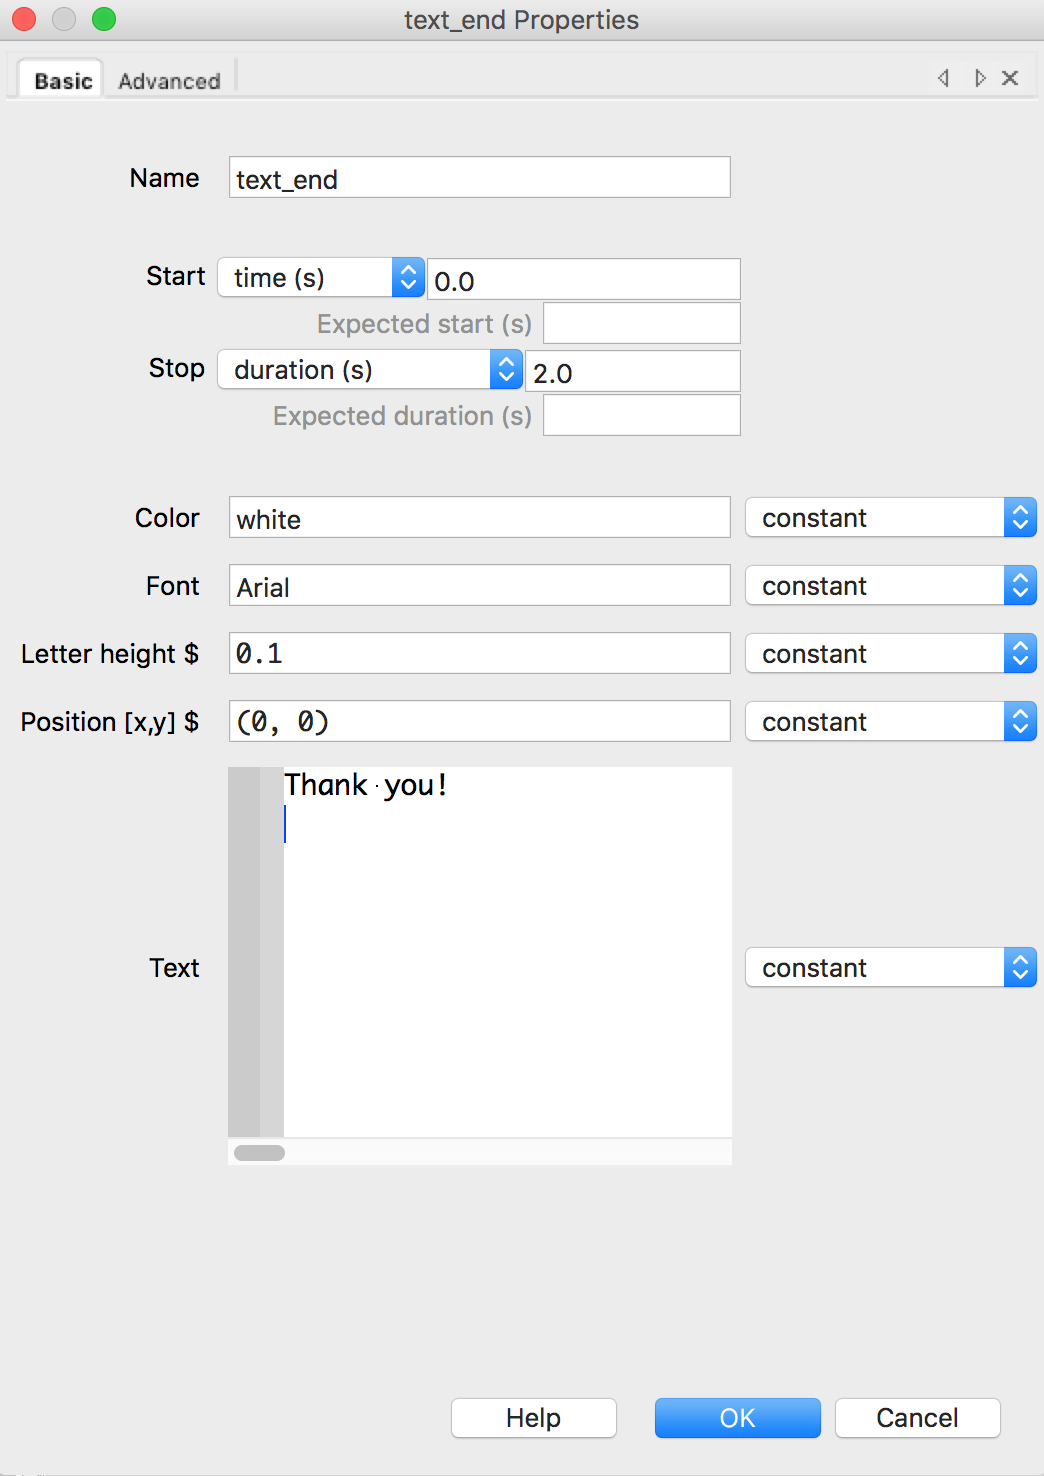 text_end Properties
Basic Advanced
Name text_end
Start time (s) 0.0
Expected start (s)
Stop duration (s) 2.0
Expected duration (s)
Color white constant
Font Arial constant
Letter height $ 0.1 constant
Position [x,y] $ (0, 0) constant
Thank·you!
Text constant
Help OK Cancel